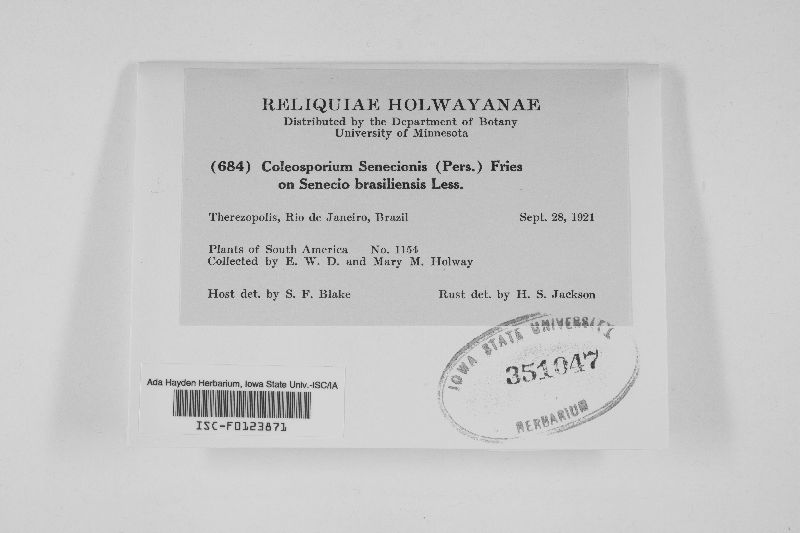 RELIQUIAE HOLWAYANAE
Distributed by the Department of Botany
University of Minnesota
(684) Coleosporium Senecionis (Pers.) Fries
on Senecio brasiliensis Less.
Therezopolis, Rio de Janeiro, Brazil Sept. 28, 1921
Plants of South America No. 1154
Collected by E. W. D. and Mary M. Holway
Host det. by S. F. Blake Rust det. by H. S. Jackson
IOWA STATE UNIVERSITY
351047
HERBARIUM
Ada Hayden Herbarium, Iowa State Univ.-ISC/IA
ISC-F0123871